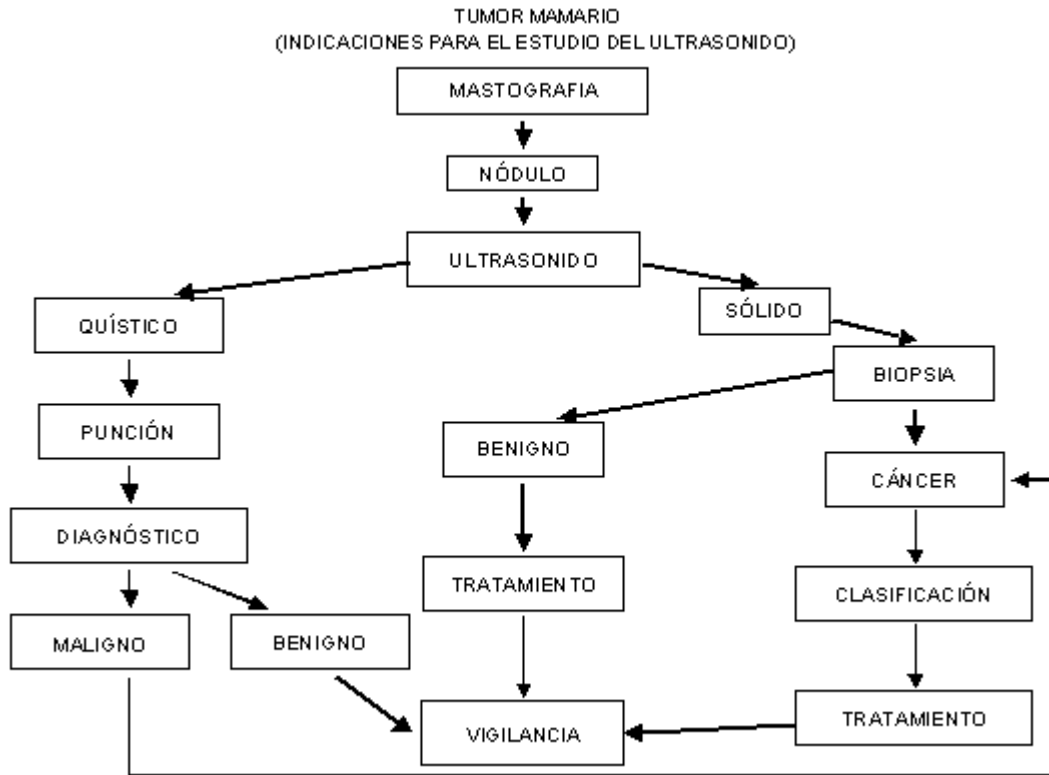 TUMOR MAMARIO
(INDICACIONES PARA EL ESTUDIO DEL ULTRASONIDO)
MASTOGRAFIA
NÓDULO
ULTRASONIDO
QUÍSTICO
SÓLIDO
BIOPSIA
PUNCIÓN
BENIGNO
CÁNCER
DIAGNÓSTICO
TRATAMIENTO
CLASIFICACIÓN
MALIGNO
BENIGNO
VIGILANCIA
TRATAMIENTO